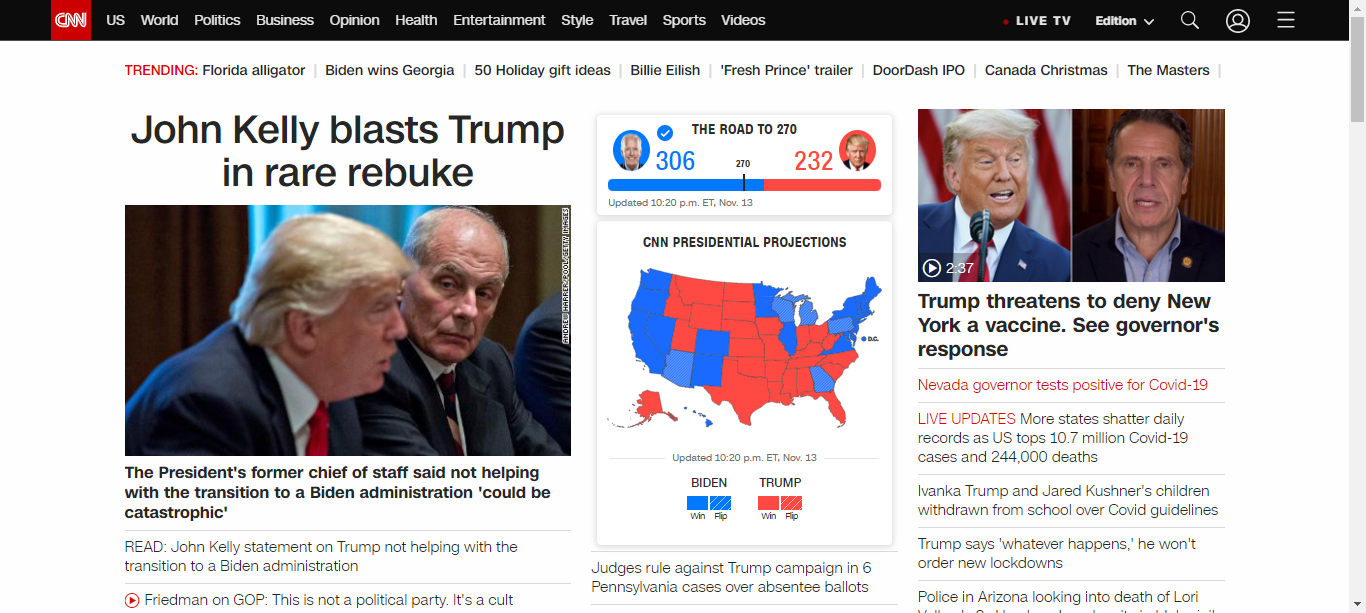 CNN US World Politics Business Opinion Health Entertainment Style Travel Sports Videos LIVE TV Edition
TRENDING: Florida alligator | Biden wins Georgia | 50 Holiday gift ideas | Billie Eilish | 'Fresh Prince' trailer | DoorDash IPO | Canada Christmas | The Masters |
John Kelly blasts Trump
in rare rebuke
ANDREW HARRER/POOL/GETTY IMAGES
The President's former chief of staff said not helping
with the transition to a Biden administration 'could be
catastrophic'
READ: John Kelly statement on Trump not helping with the
transition to a Biden administration
Friedman on GOP: This is not a political party. It's a cult
THE ROAD TO 270
306 270 232
Updated 10:20 p.m. ET, Nov. 13
CNN PRESIDENTIAL PROJECTIONS
D.C.
Updated 10:20 p.m. ET, Nov. 13
BIDEN TRUMP
Win Flip Win Flip
Judges rule against Trump campaign in 6
Pennsylvania cases over absentee ballots
2:37
Trump threatens to deny New
York a vaccine. See governor's
response
Nevada governor tests positive for Covid-19
LIVE UPDATES More states shatter daily
records as US tops 10.7 million Covid-19
cases and 244,000 deaths
Ivanka Trump and Jared Kushner's children
withdrawn from school over Covid guidelines
Trump says 'whatever happens,' he won't
order new lockdowns
Police in Arizona looking into death of Lori